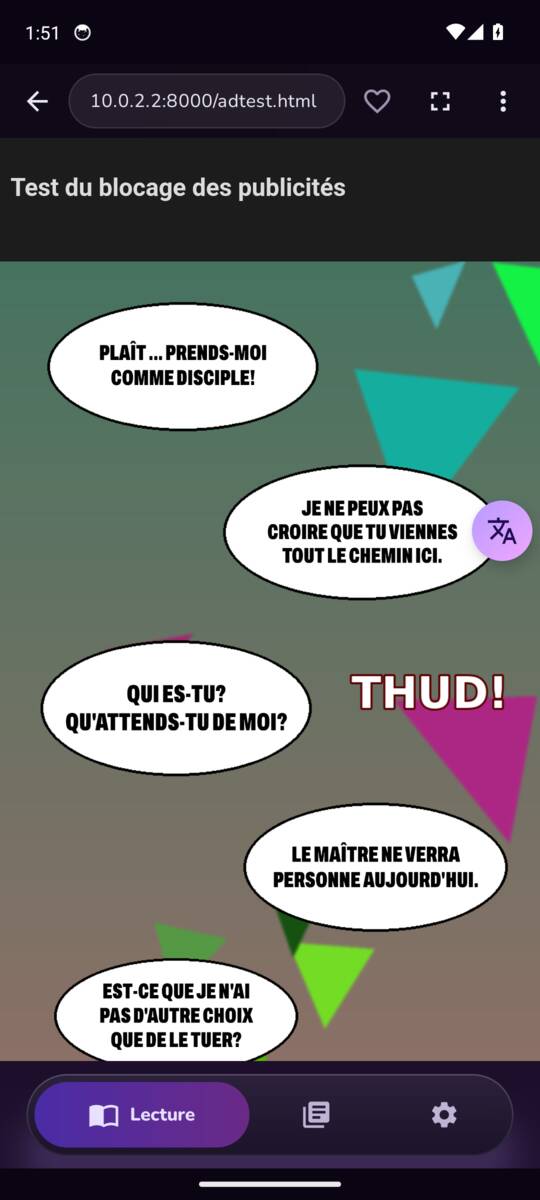 1:51
10.0.2.2:8000/adtest.html
Test du blocage des publicités
PLAÎT... PRENDS-MOI
COMME DISCIPLE!
JE NE PEUX PAS
CROIRE QUE TU VIENNES
TOUT LE CHEMIN ICI.
QUI ES-TU?
QU'ATTENDS-TU DE MOI?
THUD!
LE MAÎTRE NE VERRA
PERSONNE AUJOURD'HUI.
EST-CE QUE JE N'AI
PAS D'AUTRE CHOIX
QUE DE LE TUER?
Lecture